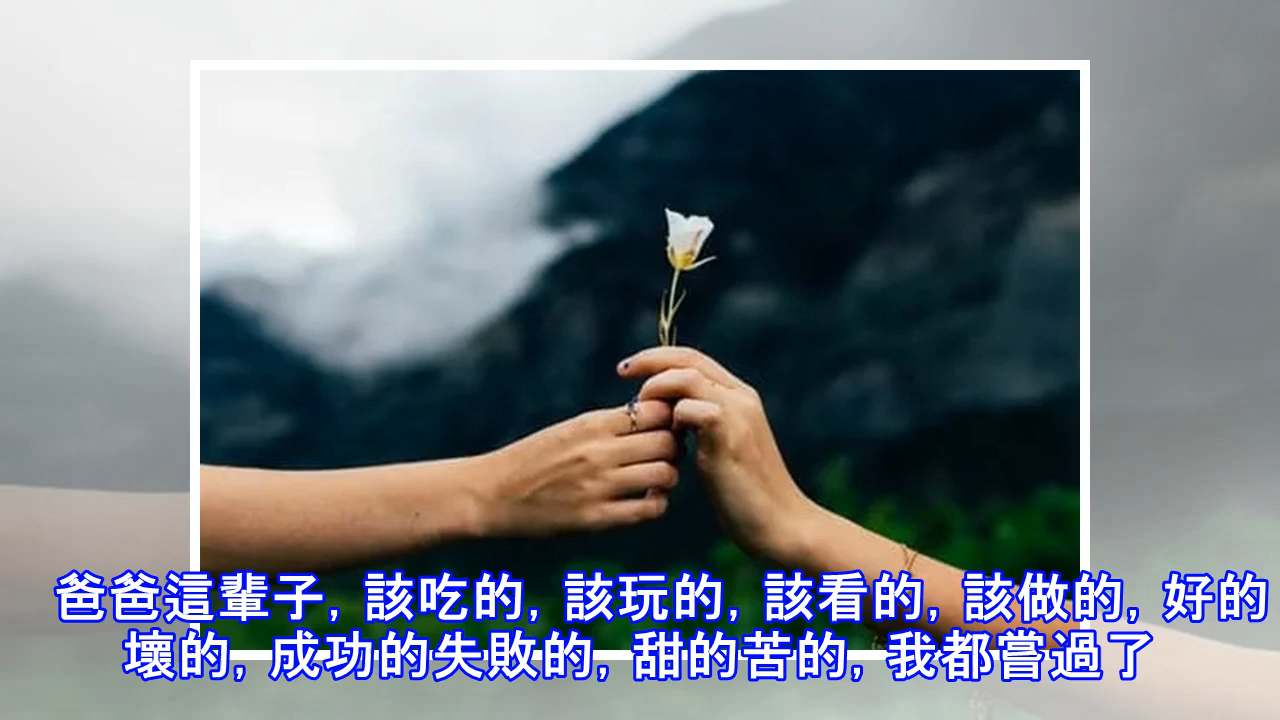 爸爸這輩子, 該吃的, 該玩的, 該看的, 該做的, 好的
壞的, 成功的失敗的, 甜的苦的, 我都嘗過了